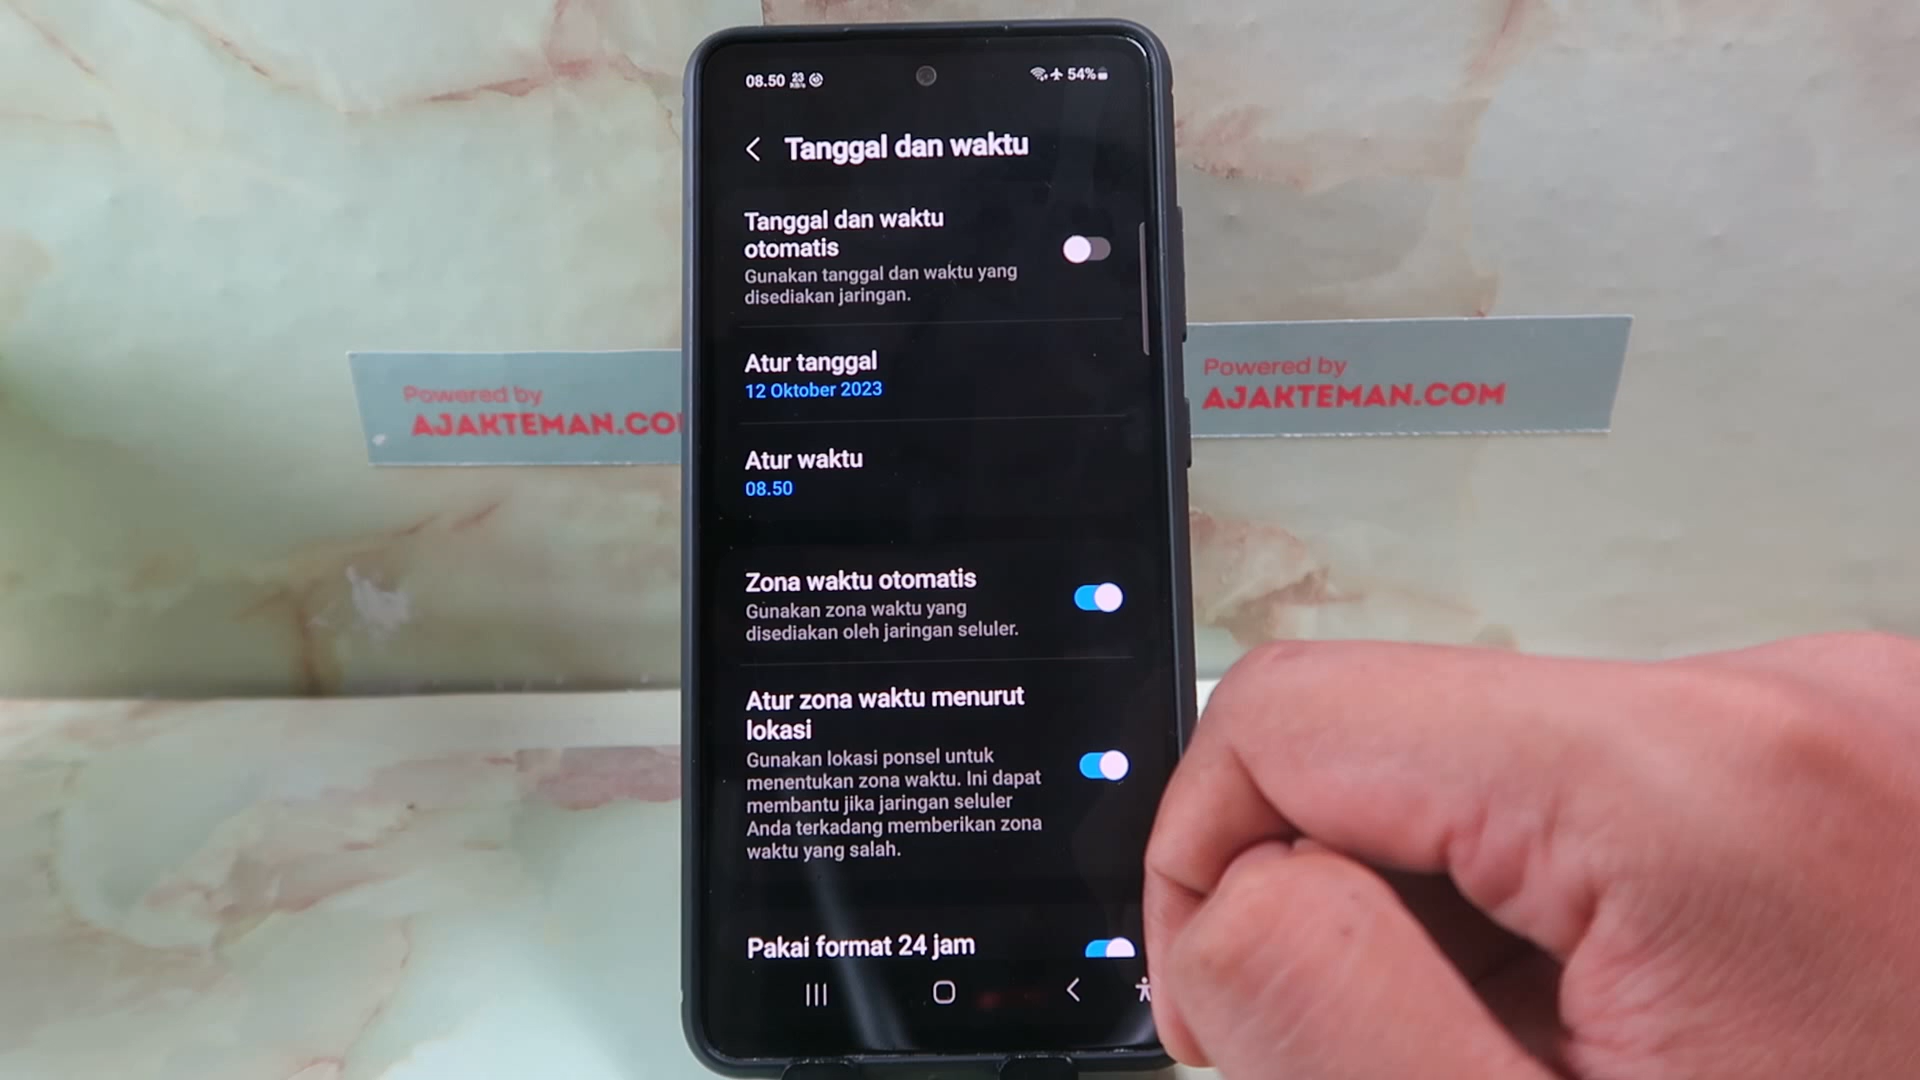 08.50 23 KB/s 54%
Tanggal dan waktu
Tanggal dan waktu
otomatis
Gunakan tanggal dan waktu yang
disediakan jaringan.
Atur tanggal
12 Oktober 2023
Atur waktu
08.50
Zona waktu otomatis
Gunakan zona waktu yang
disediakan oleh jaringan seluler.
Atur zona waktu menurut
lokasi
Gunakan lokasi ponsel untuk
menentukan zona waktu. Ini dapat
membantu jika jaringan seluler
Anda terkadang memberikan zona
waktu yang salah.
Pakai format 24 jam
Powered by
AJAKTEMAN.CO
Powered by
AJAKTEMAN.COM